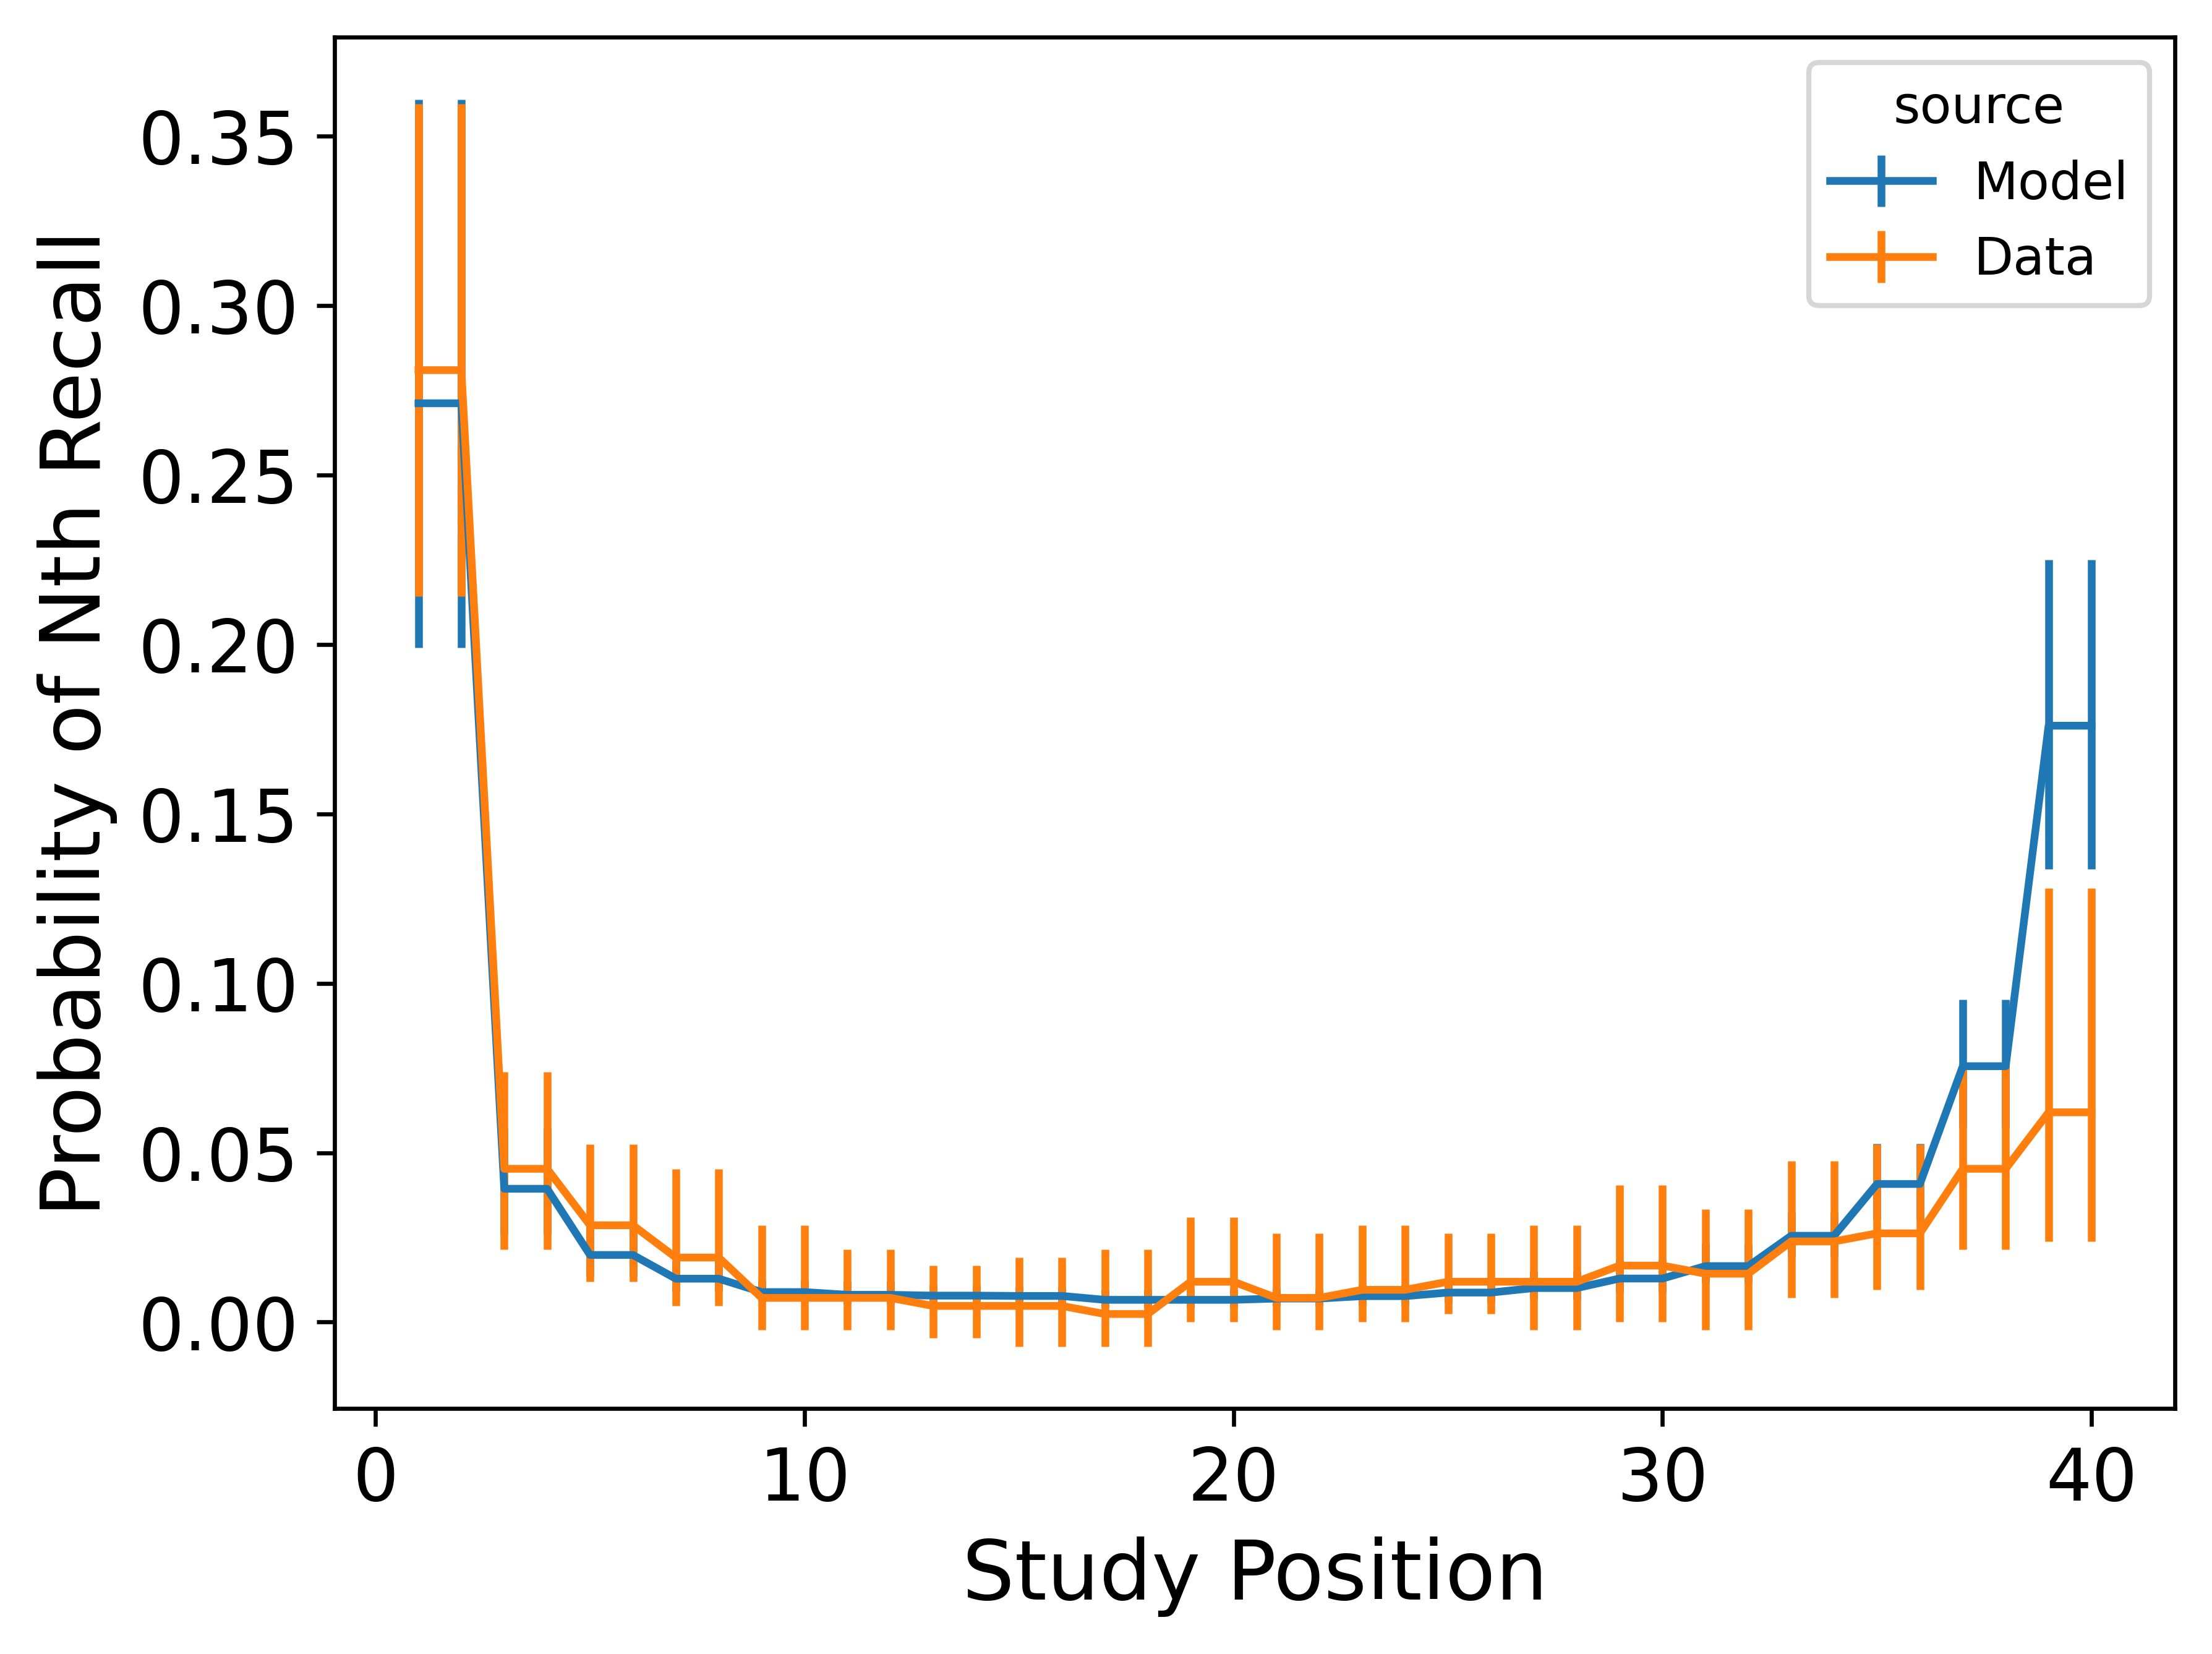 source
Model
Data
Probability of Nth Recall
0.35
0.30
0.25
0.20
0.15
0.10
0.05
0.00
0 10 20 30 40
Study Position